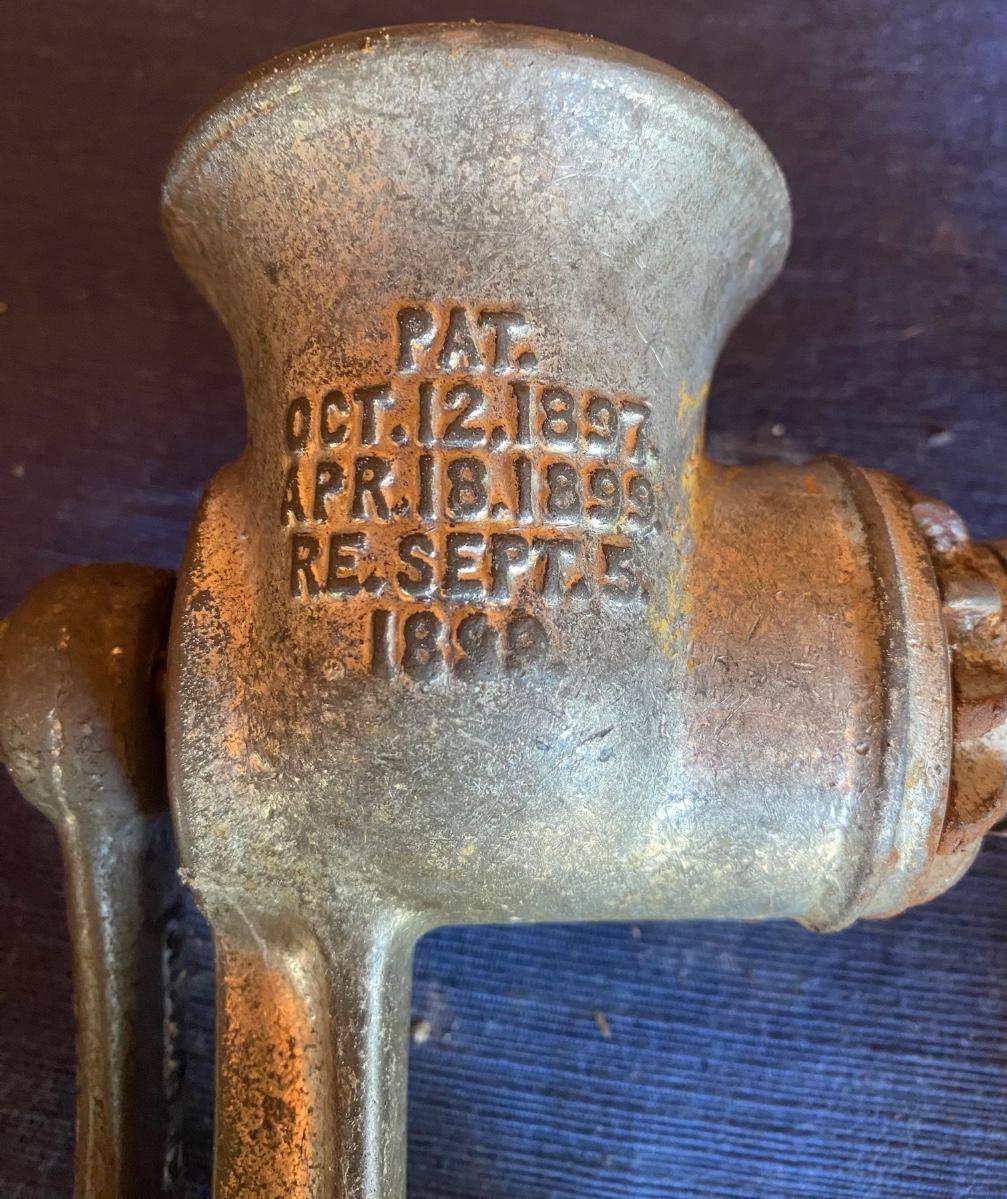 PAT.
OCT.12.1897.
APR.18.1899.
RE.SEPT.5.
1899.